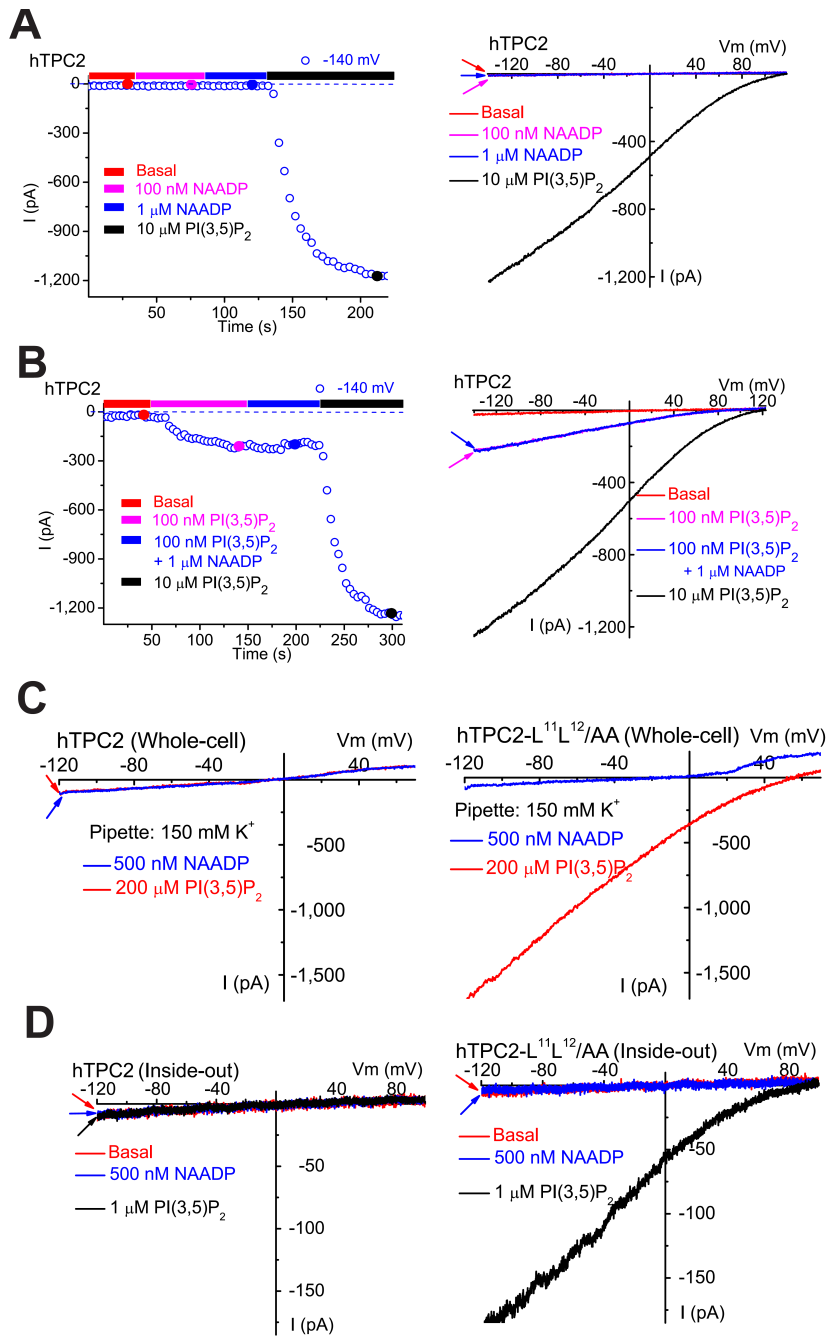 A
hTPC2
-140 mV
0
-300
-600
-900
-1,200
I (pA)
Basal
100 nM NAADP
1 μM NAADP
10 μM PI(3,5)P2
50
100
150
200
Time (s)
hTPC2
Vm (mV)
-120
-80
-40
0
40
80
Basal
100 nM NAADP
1 μM NAADP
10 μM PI(3,5)P2
-400
-800
-1,200
I (pA)
B
hTPC2
-140 mV
0
-300
-600
-900
-1,200
I (pA)
Basal
100 nM PI(3,5)P2
100 nM PI(3,5)P2
+ 1 μM NAADP
10 μM PI(3,5)P2
0
50
100
150
200
250
300
Time (s)
hTPC2
Vm (mV)
-120
-80
-40
0
40
80
120
-400
-800
-1,200
Basal
100 nM PI(3,5)P2
100 nM PI(3,5)P2
+ 1 μM NAADP
10 μM PI(3,5)P2
I (pA)
C
hTPC2 (Whole-cell)
Vm (mV)
-120
-80
-40
40
Pipette: 150 mM K+
500 nM NAADP
200 μM PI(3,5)P2
-500
-1,000
-1,500
I (pA)
hTPC2-L11L12/AA (Whole-cell)
Vm (mV)
-120
-80
-40
40
Pipette: 150 mM K+
500 nM NAADP
200 μM PI(3,5)P2
-500
-1,000
-1,500
I (pA)
D
hTPC2 (Inside-out)
Vm (mV)
-120
-80
-40
0
40
80
Basal
500 nM NAADP
1 μM PI(3,5)P2
-50
-100
-150
I (pA)
hTPC2-L11L12/AA (Inside-out)
Vm (mV)
-120
-80
-40
0
40
80
Basal
500 nM NAADP
1 μM PI(3,5)P2
-50
-100
-150
I (pA)